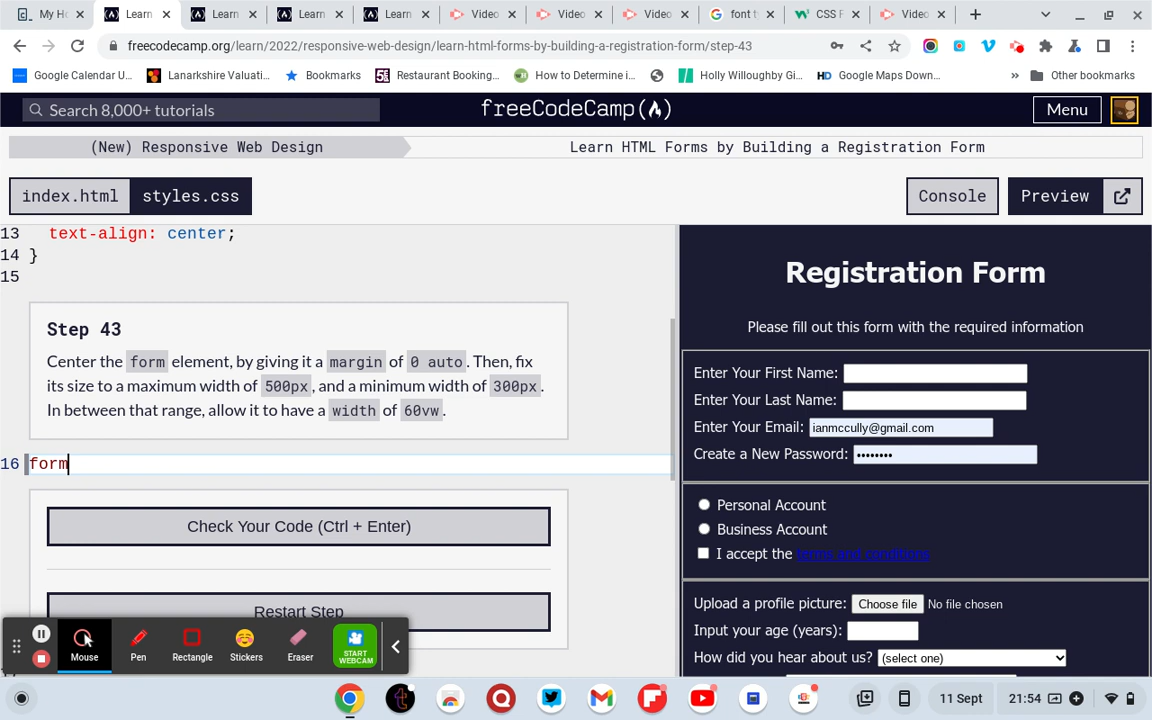 Learn
Learn
Learn
Learn
Video
Video
Video
Video
freecodecamp.org/learn/2022/responsive-web-design/learn-html-forms-by-building-a-registration-form/step-43
Google Calendar U...
Lanarkshire Valuati...
Bookmarks
Restaurant Booking...
How to Determine i...
Holly Willoughby Gi...
HD Google Maps Down...
»
Other bookmarks
Search 8,000+ tutorials
freeCodeCamp
Menu
(New) Responsive Web Design
Learn HTML Forms by Building a Registration Form
index.html
styles.css
Console
Preview
13 text-align: center;
14 }
15
Step 43
Center the form element, by giving it a margin of 0 auto. Then, fix
its size to a maximum width of 500px, and a minimum width of 300px.
In between that range, allow it to have a width of 60vw.
16 form
Check Your Code (Ctrl + Enter)
Restart Step
Registration Form
Please fill out this form with the required information
Enter Your First Name:
Enter Your Last Name:
Enter Your Email: ianmccully@gmail.com
Create a New Password: ••••••••
Personal Account
Business Account
I accept the terms and conditions
Upload a profile picture: Choose file No file chosen
Input your age (years):
How did you hear about us? (select one)
Mouse
Pen
Rectangle
Stickers
Eraser
START
WEBCAM
11 Sept
21:54